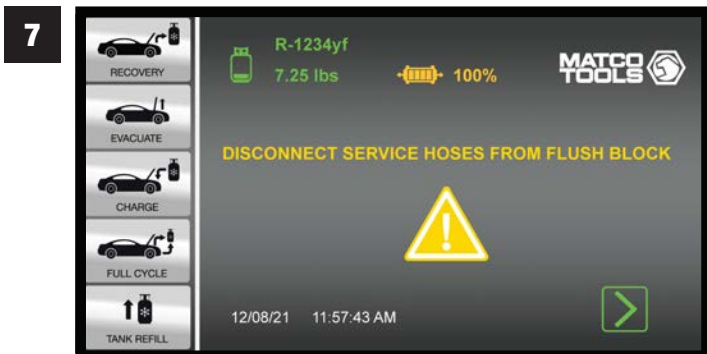 7
RECOVERY
EVACUATE
CHARGE
FULL CYCLE
TANK REFILL
R-1234yf
7.25 lbs
100%
MATCO
TOOLS
DISCONNECT SERVICE HOSES FROM FLUSH BLOCK
12/08/21 11:57:43 AM